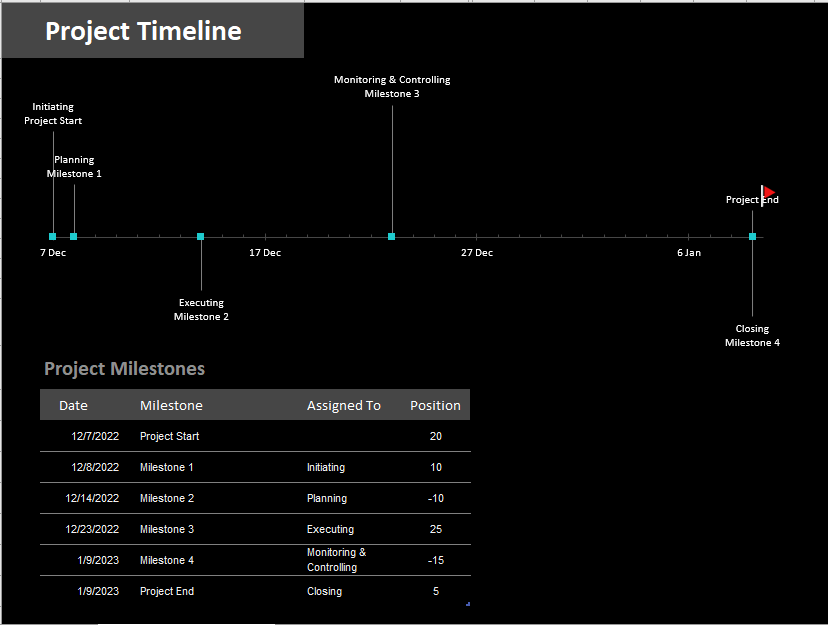 Project Timeline
Monitoring & Controlling
Milestone 3
Initiating
Project Start
Planning
Milestone 1
Project End
7 Dec
17 Dec
27 Dec
6 Jan
Executing
Milestone 2
Closing
Milestone 4
Project Milestones
Date Milestone Assigned To Position
12/7/2022 Project Start 20
12/8/2022 Milestone 1 Initiating 10
12/14/2022 Milestone 2 Planning -10
12/23/2022 Milestone 3 Executing 25
1/9/2023 Milestone 4 Monitoring & Controlling -15
1/9/2023 Project End Closing 5